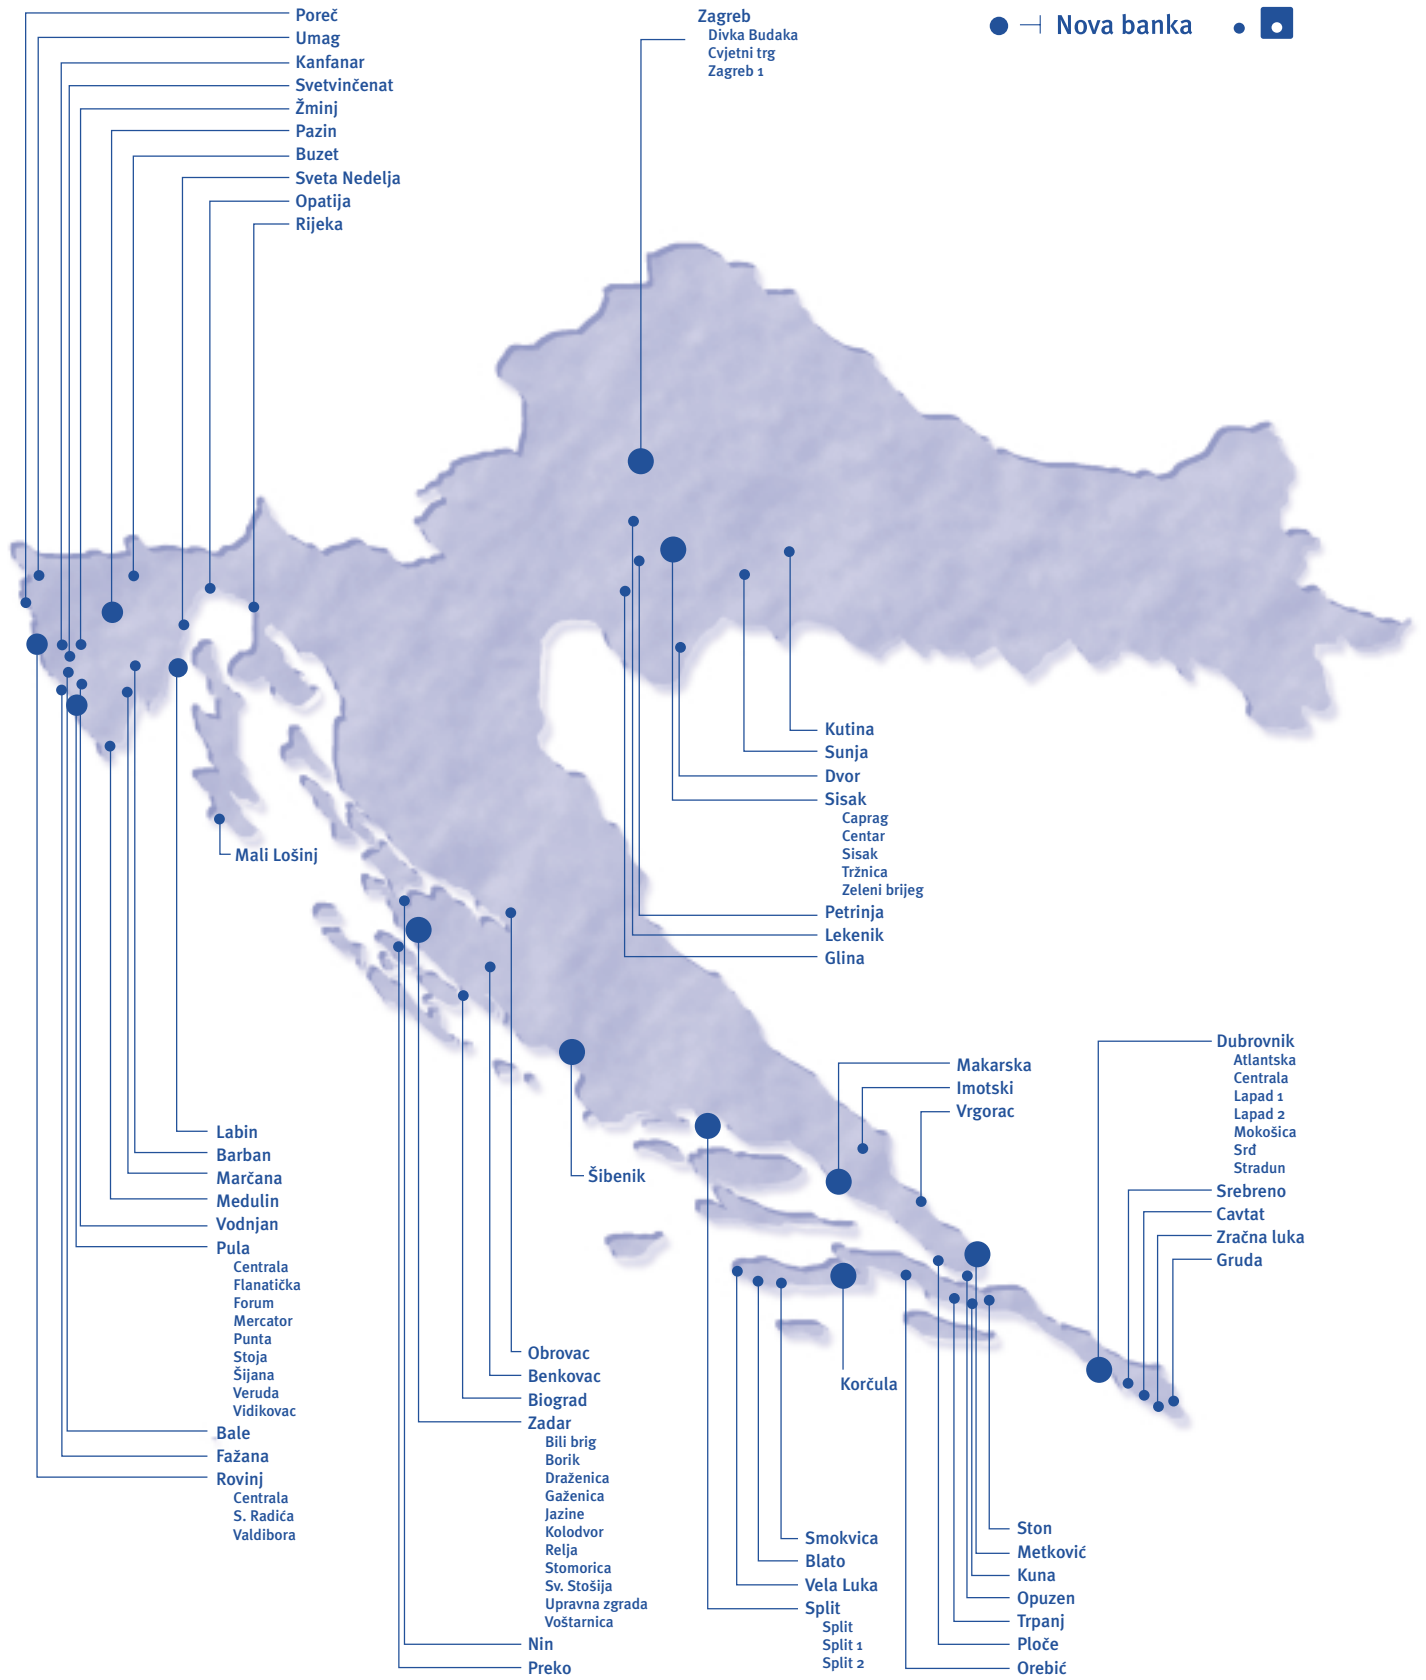 Poreč
Umag
Kanfanar
Svetvinčenat
Žminj
Pazin
Buzet
Sveta Nedelja
Opatija
Rijeka
Zagreb
Divka Budaka
Cvjetni trg
Zagreb 1
Nova banka
Kutina
Sunja
Dvor
Sisak
Caprag
Centar
Sisak
Tržnica
Zeleni brijeg
Petrinja
Lekenik
Glina
Mali Lošinj
Labin
Barban
Marčana
Medulin
Vodnjan
Pula
Centrala
Flanatička
Forum
Mercator
Punta
Stoja
Šijana
Veruda
Vidikovac
Bale
Fažana
Rovinj
Centrala
S. Radića
Valdibora
Šibenik
Obrovac
Benkovac
Biograd
Zadar
Bili brig
Borik
Draženica
Gaženica
Jazine
Kolodvor
Relja
Stomorica
Sv. Stošija
Upravna zgrada
Voštarnica
Nin
Preko
Makarska
Imotski
Vrgorac
Korčula
Smokvica
Blato
Vela Luka
Split
Split
Split 1
Split 2
Dubrovnik
Atlantska
Centrala
Lapad 1
Lapad 2
Mokošica
Srđ
Stradun
Srebreno
Cavtat
Zračna luka
Gruda
Ston
Metković
Kuna
Opuzen
Trpanj
Ploče
Orebić